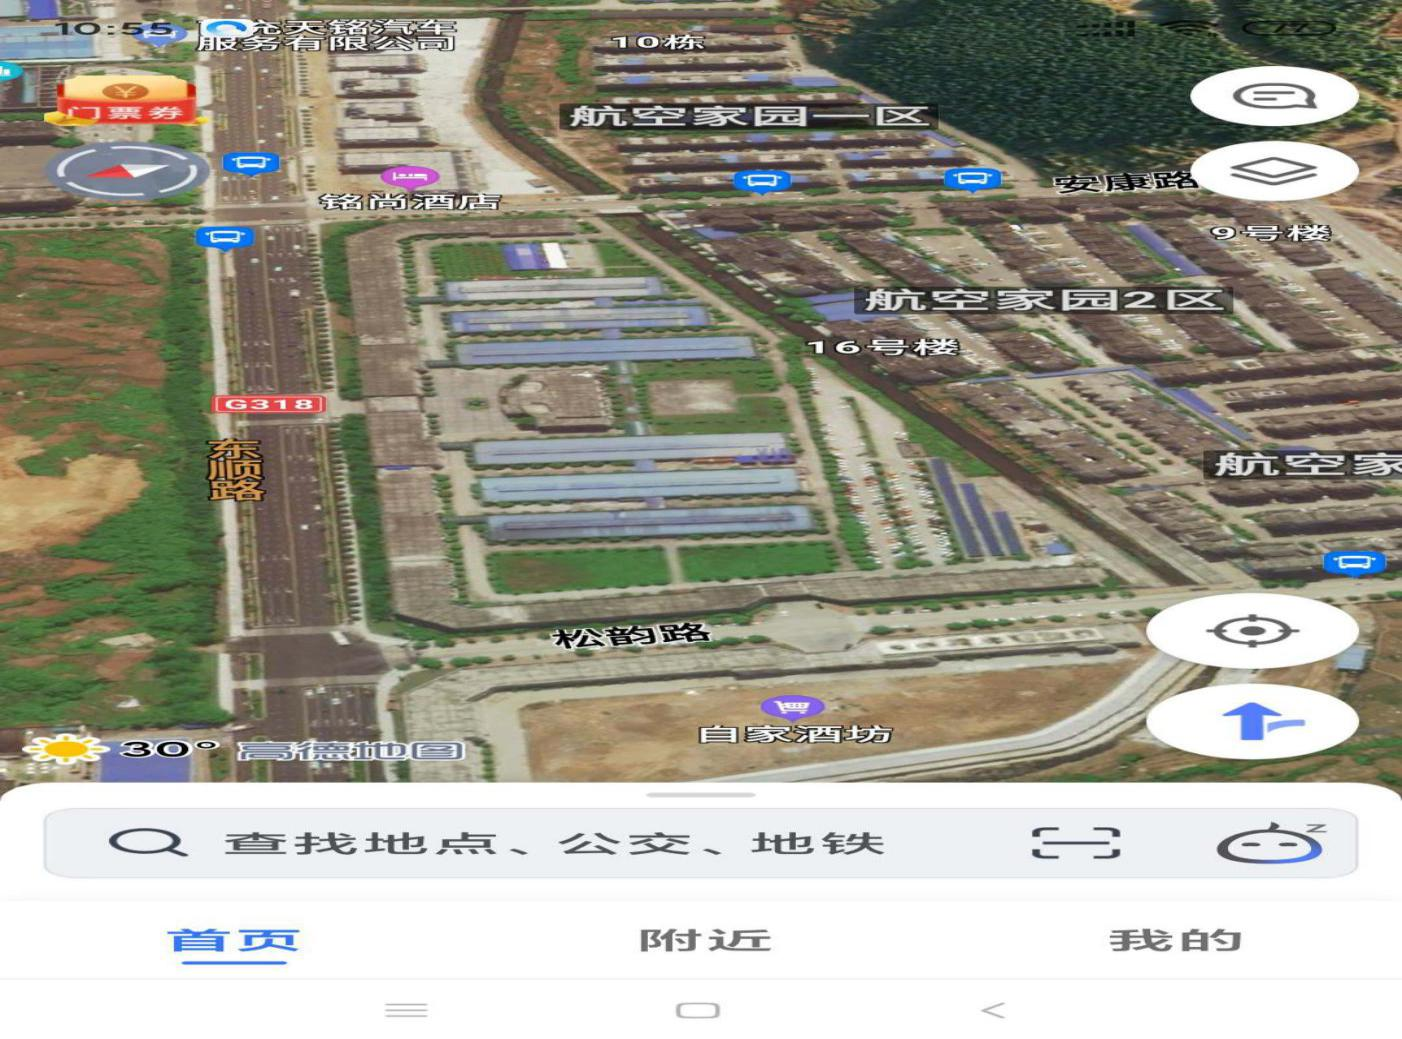 10:55
充天铭汽车
服务有限公司
10栋
门票券
航空家园一区
铭尚酒店
安康路
9号楼
航空家园2区
16号楼
G318
东顺路
航空家
松韵路
自家酒坊
30°
高德地图
查找地点、公交、地铁
首页
附近
我的